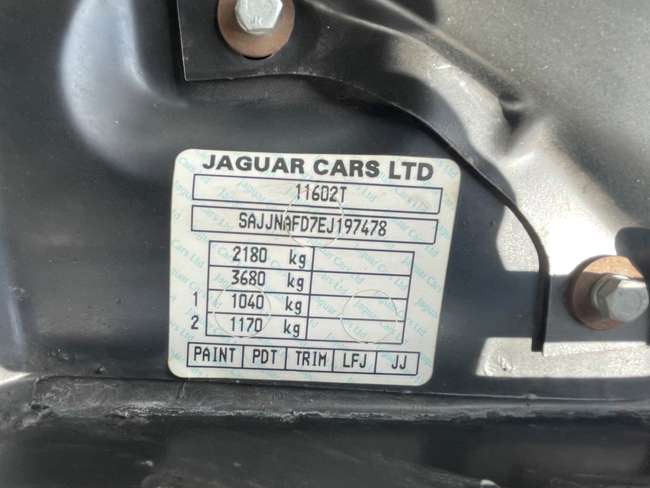 JAGUAR CARS LTD
11602T
SAJJNAFD7EJ197478
2180 kg
3680 kg
1 1040 kg
2 1170 kg
PAINT PDT TRIM LFJ JJ